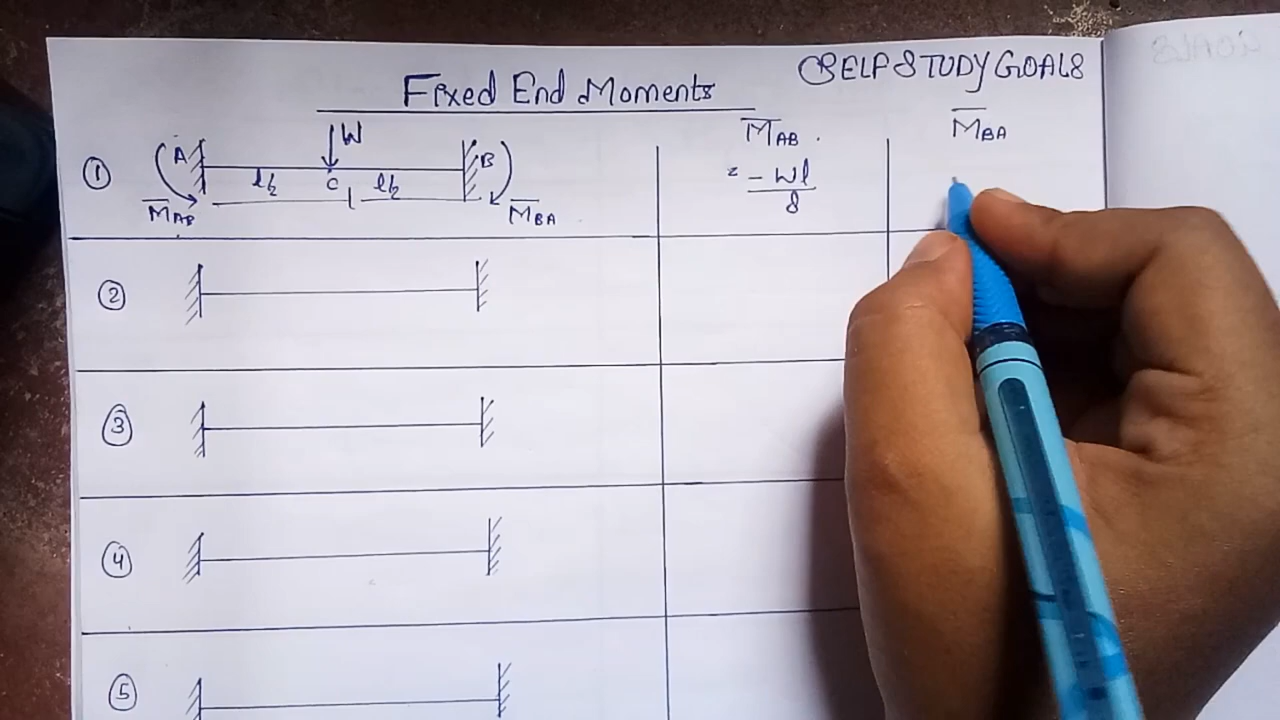 SELF STUDY GOALS
Fixed End Moments
M̅AB
M̅BA
① A W B
l/2 C l/2
M̅AB l M̅BA
= -Wl/8
②
③
④
⑤